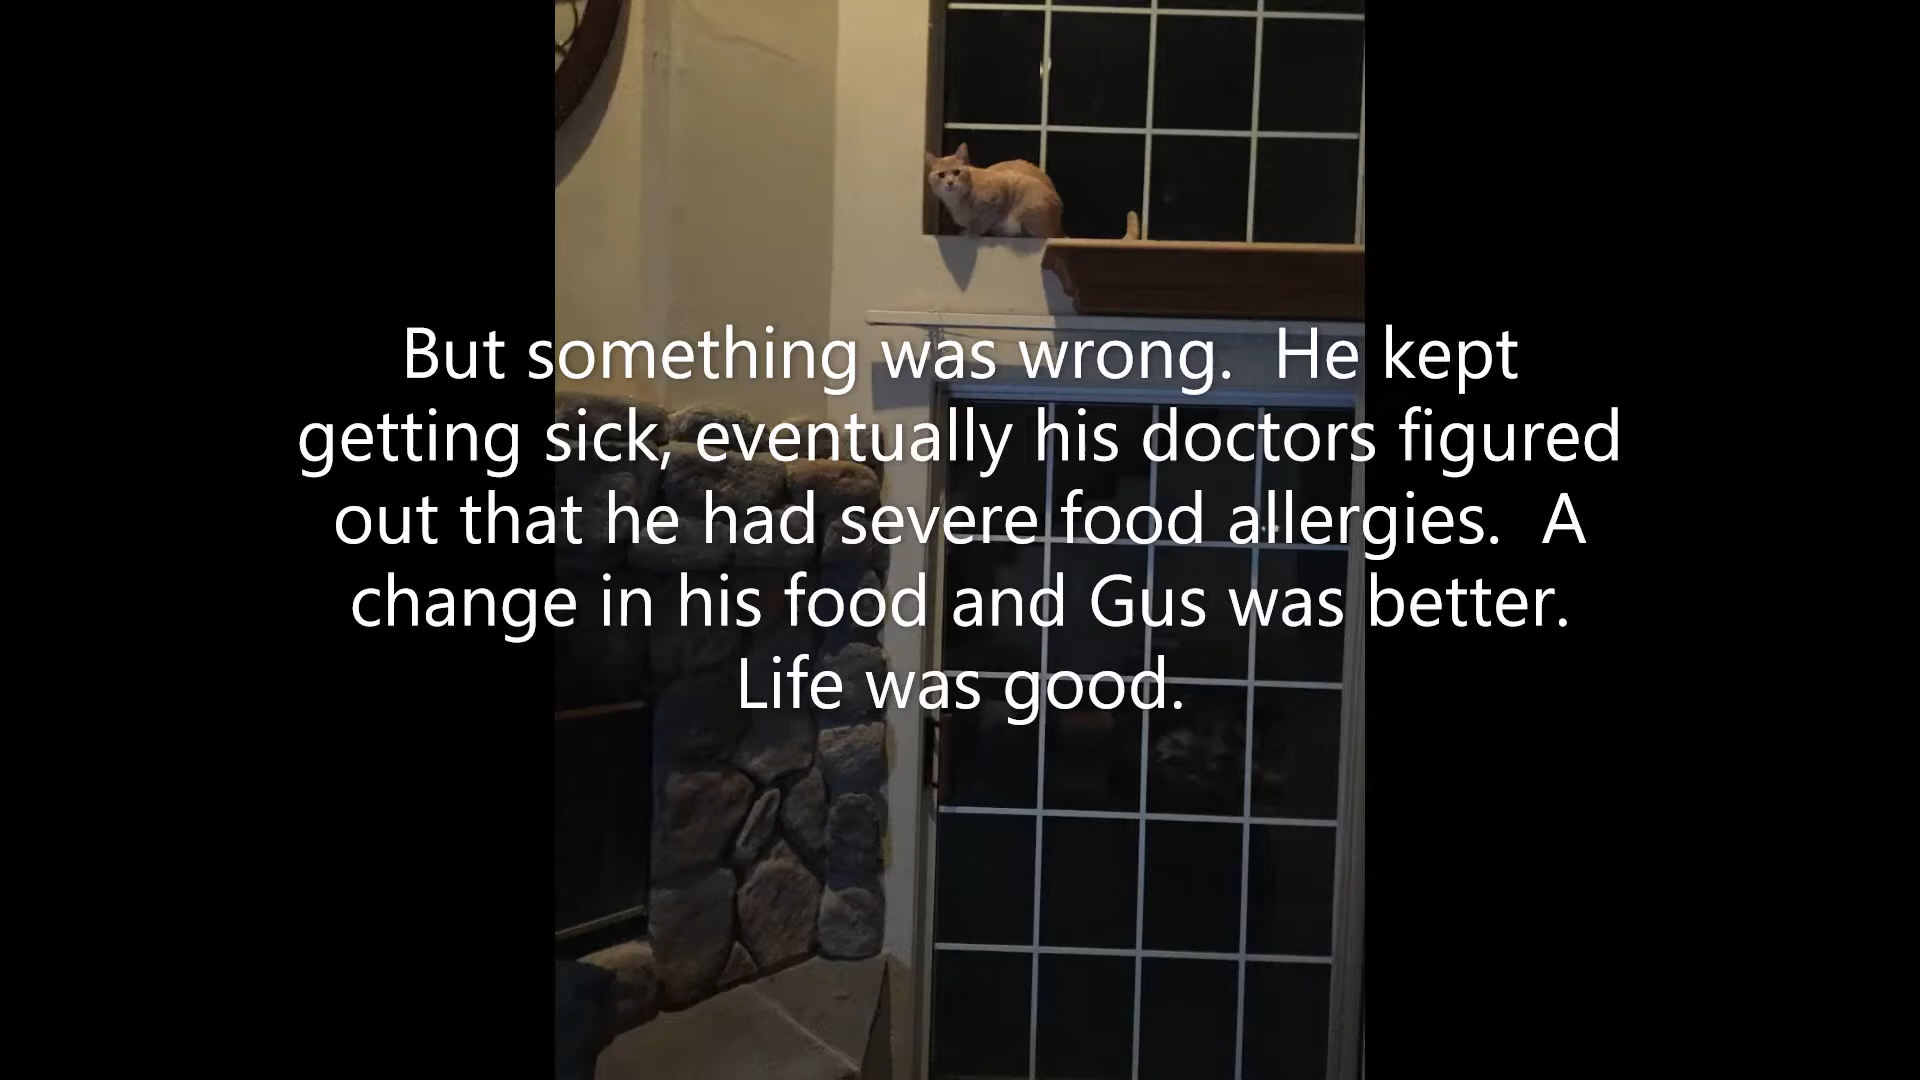 But something was wrong.  He kept
getting sick, eventually his doctors figured
out that he had severe food allergies.  A
change in his food and Gus was better.
Life was good.